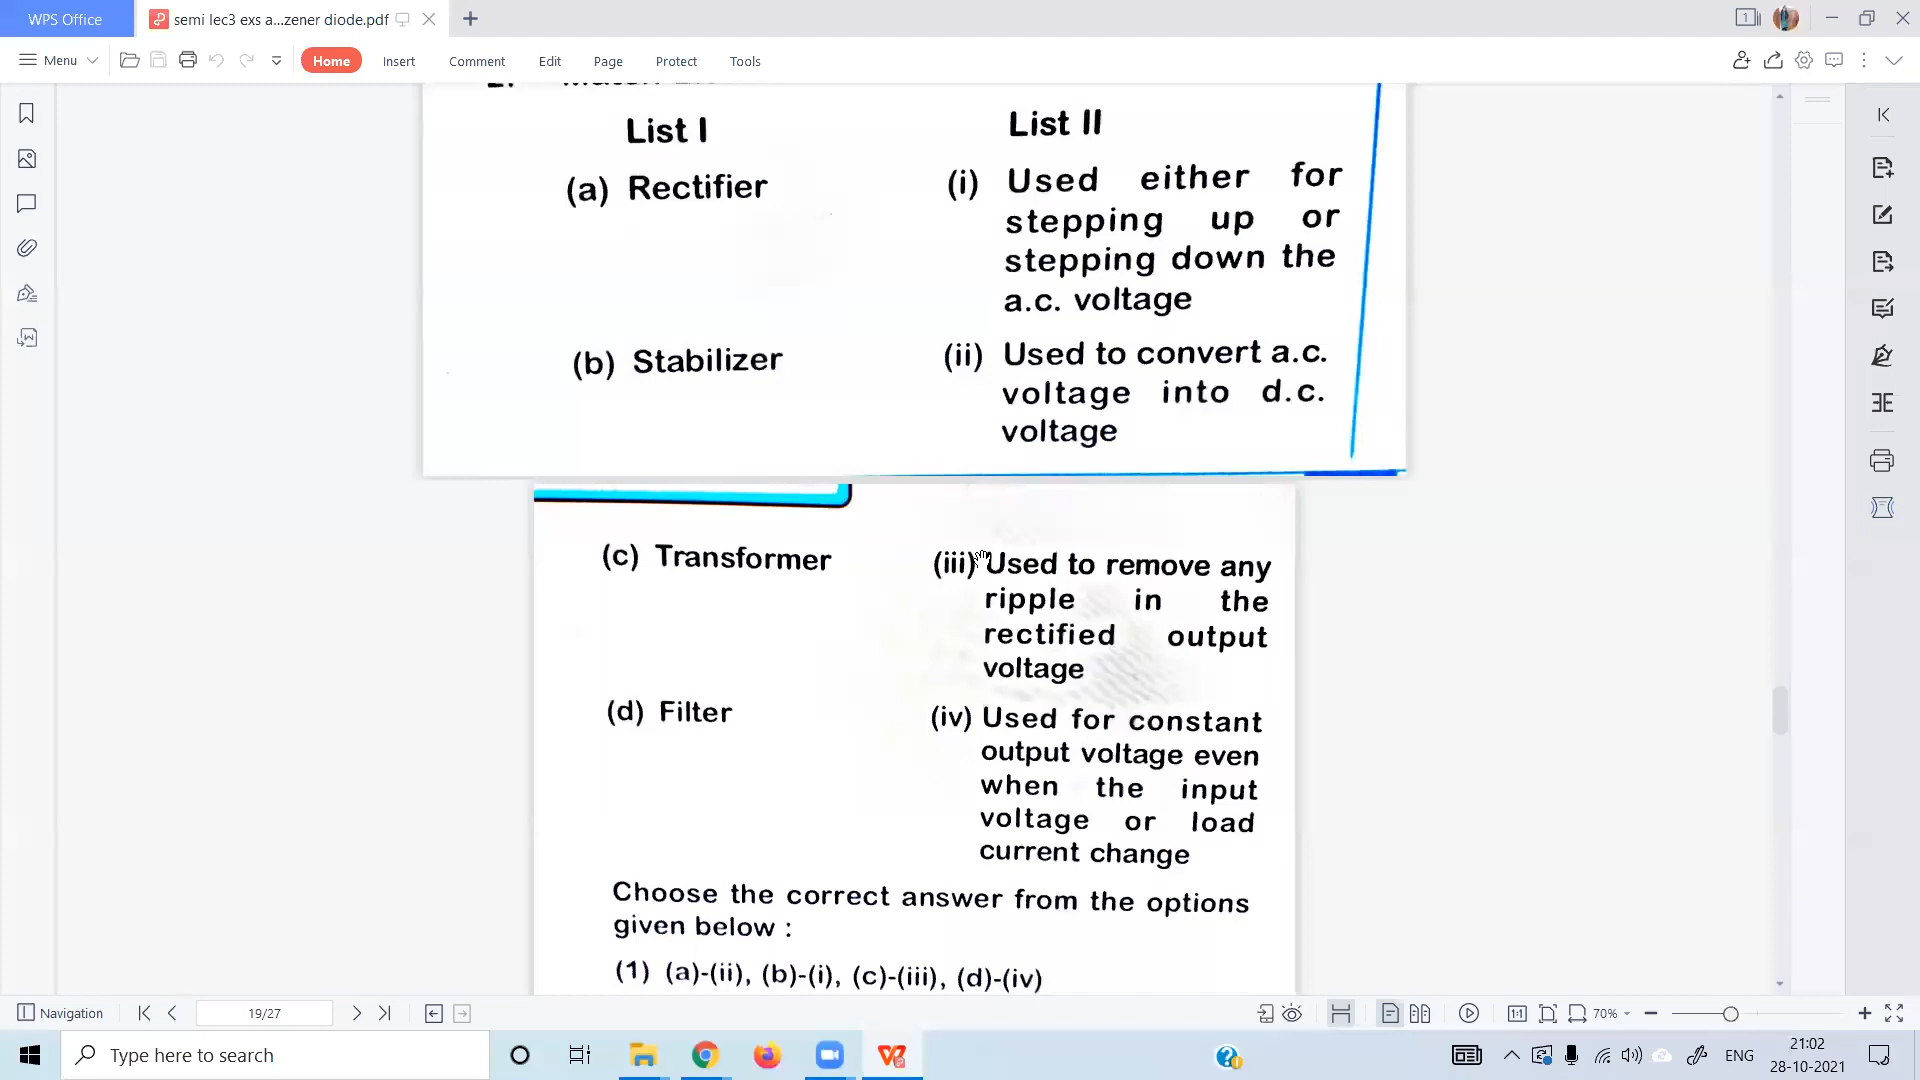 WPS Office
semi lec3 exs a...zener diode.pdf
1
Menu
Home
Insert
Comment
Edit
Page
Protect
Tools
2.
List I
List II
(a) Rectifier
(i) Used either for
stepping up or
stepping down the
a.c. voltage
(b) Stabilizer
(ii) Used to convert a.c.
voltage into d.c.
voltage
(c) Transformer
(iii) Used to remove any
ripple in the
rectified output
voltage
(d) Filter
(iv) Used for constant
output voltage even
when the input
voltage or load
current change
Choose the correct answer from the options
given below :
(1) (a)-(ii), (b)-(i), (c)-(iii), (d)-(iv)
Navigation
19/27
1:1
70%
Type here to search
ENG
21:02
28-10-2021